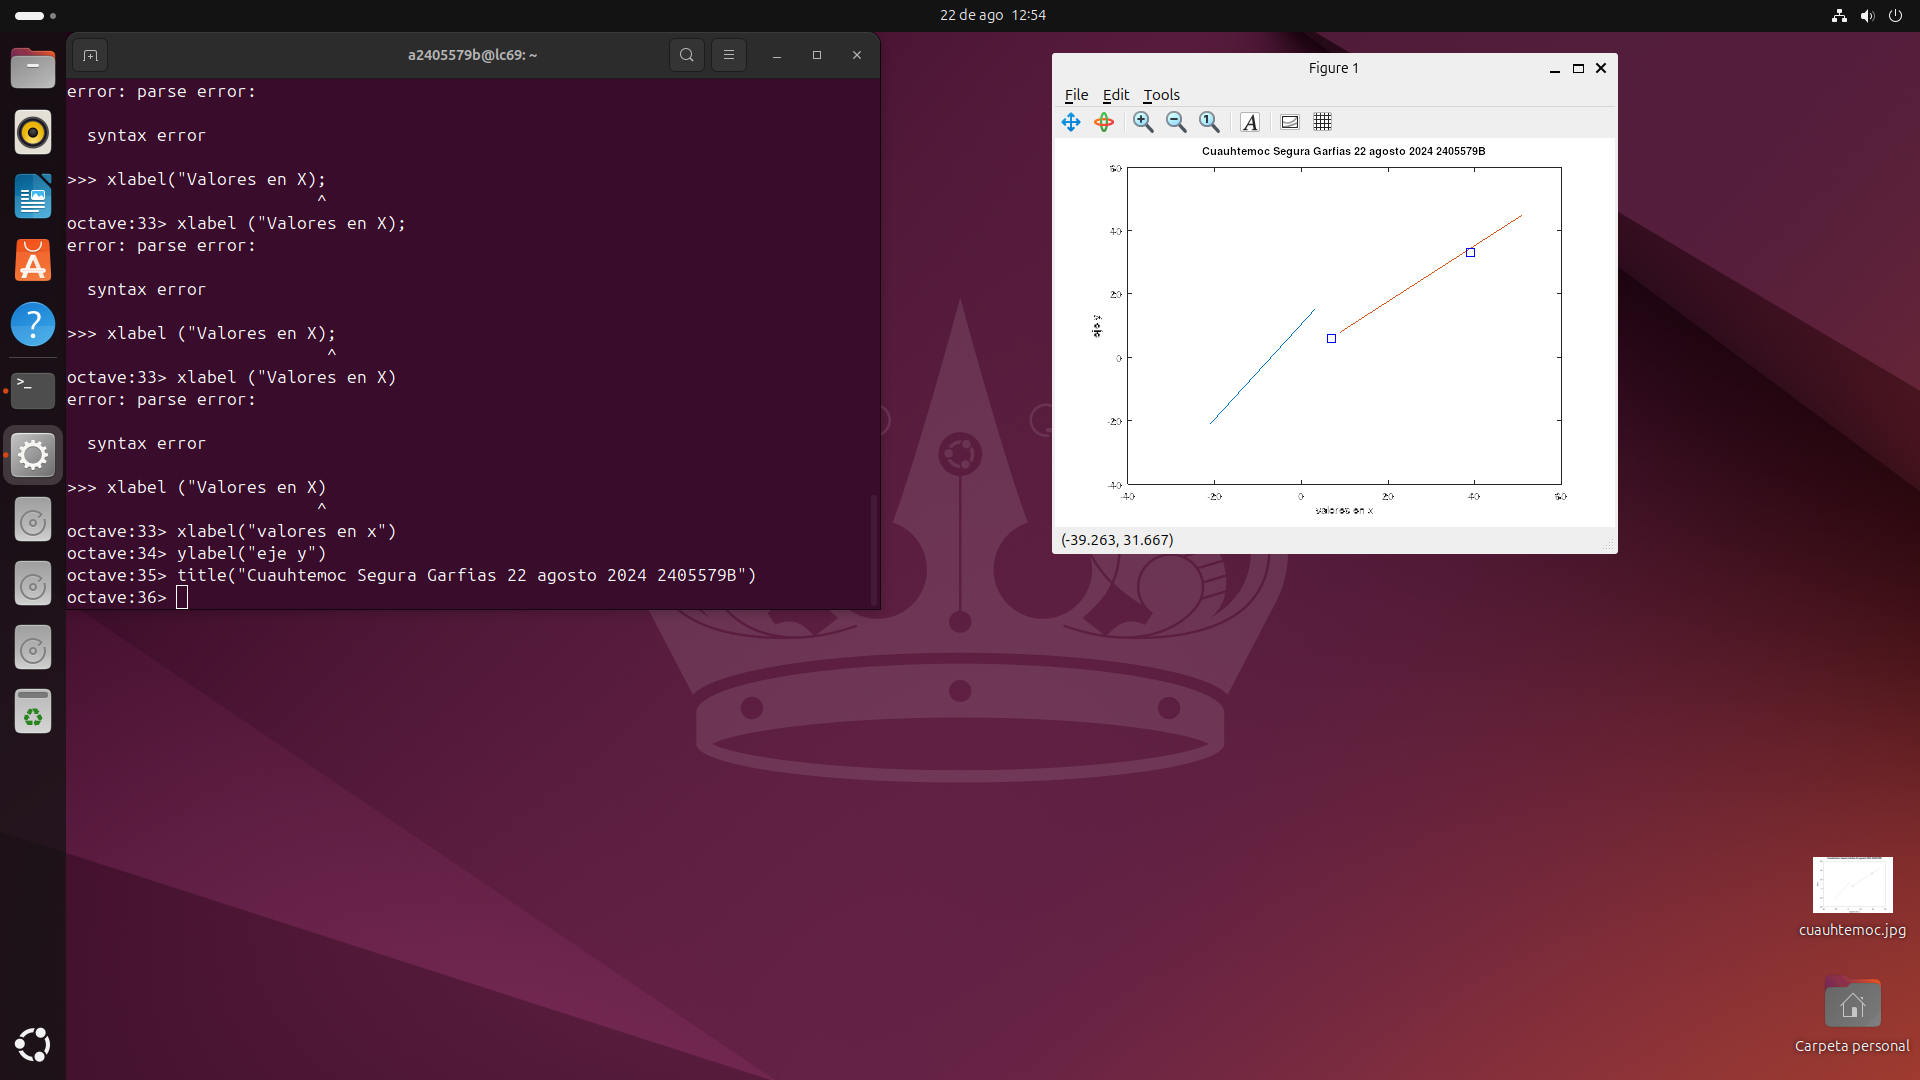 22 de ago 12:54
a2405579b@lc69: ~
error: parse error:
syntax error
>>> xlabel("Valores en X);
^
octave:33> xlabel ("Valores en X);
error: parse error:
syntax error
>>> xlabel ("Valores en X);
^
octave:33> xlabel ("Valores en X)
error: parse error:
syntax error
>>> xlabel ("Valores en X)
^
octave:33> xlabel("valores en x")
octave:34> ylabel("eje y")
octave:35> title("Cuauhtemoc Segura Garfias 22 agosto 2024 2405579B")
octave:36>
Figure 1
File Edit Tools
Cuauhtemoc Segura Garfias 22 agosto 2024 2405579B
60
40
20
0
-20
-40
eje y
-40 -20 0 20 40 60
valores en x
(-39.263, 31.667)
cuauhtemoc.jpg
Carpeta personal